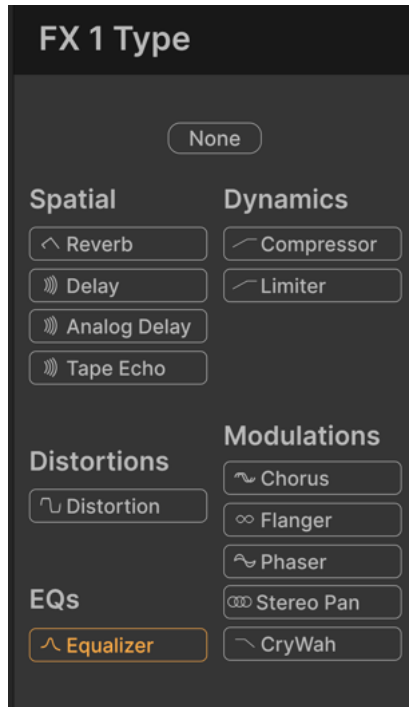 FX 1 Type
None
Spatial
Reverb
Delay
Analog Delay
Tape Echo
Dynamics
Compressor
Limiter
Distortions
Distortion
Modulations
Chorus
Flanger
Phaser
Stereo Pan
CryWah
EQs
Equalizer